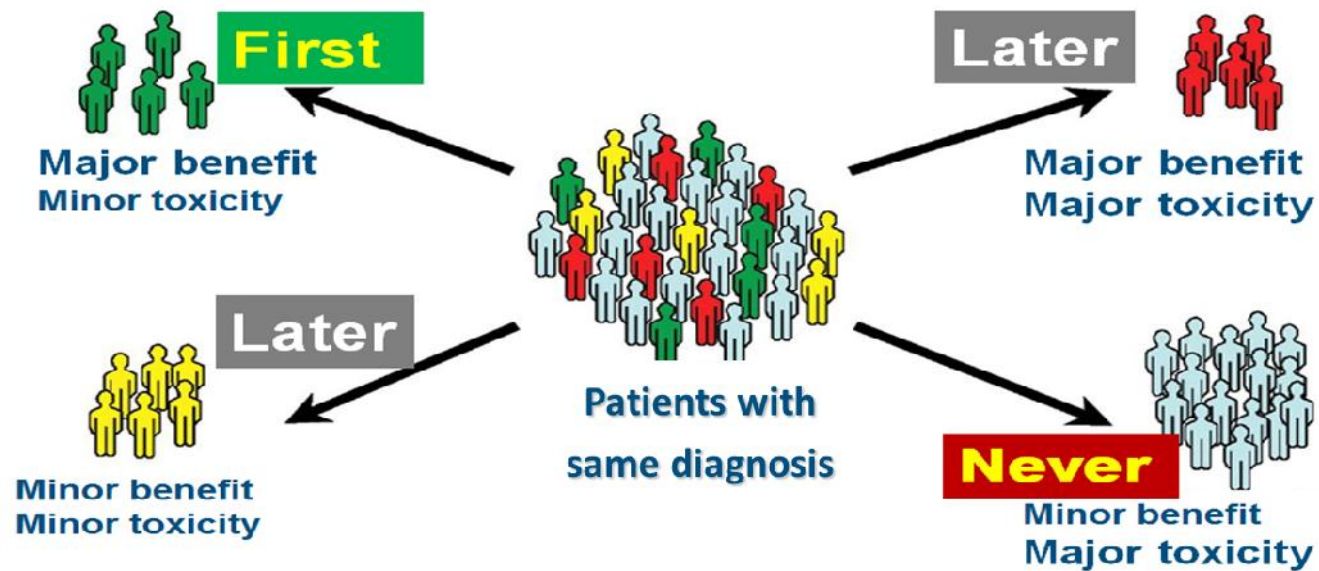 First
Major benefit
Minor toxicity
Later
Major benefit
Major toxicity
Later
Minor benefit
Minor toxicity
Patients with
same diagnosis
Never
Minor benefit
Major toxicity